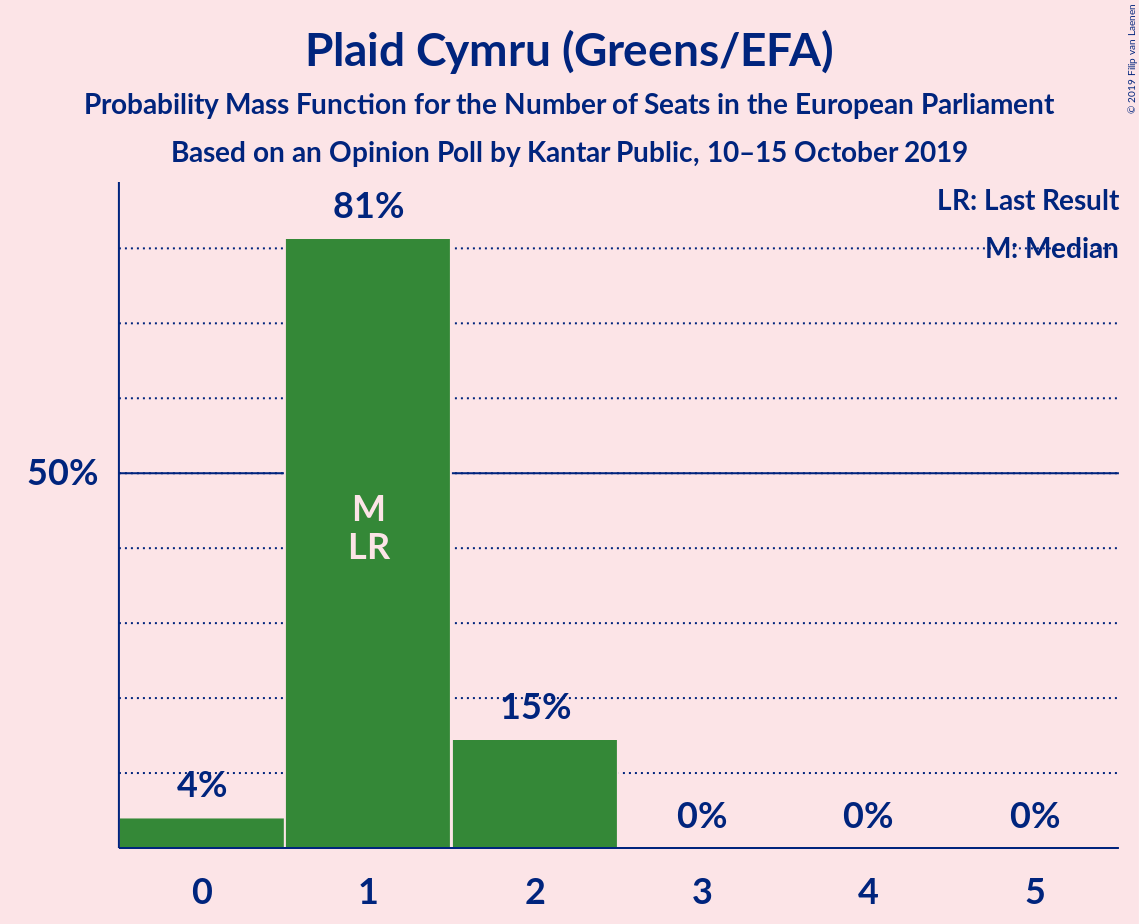 Plaid Cymru (Greens/EFA)
Probability Mass Function for the Number of Seats in the European Parliament
Based on an Opinion Poll by Kantar Public, 10–15 October 2019
© 2019 Filip van Laenen
LR: Last Result
M: Median
81%
50%
M
LR
15%
4%
0%
0%
0%
0
1
2
3
4
5